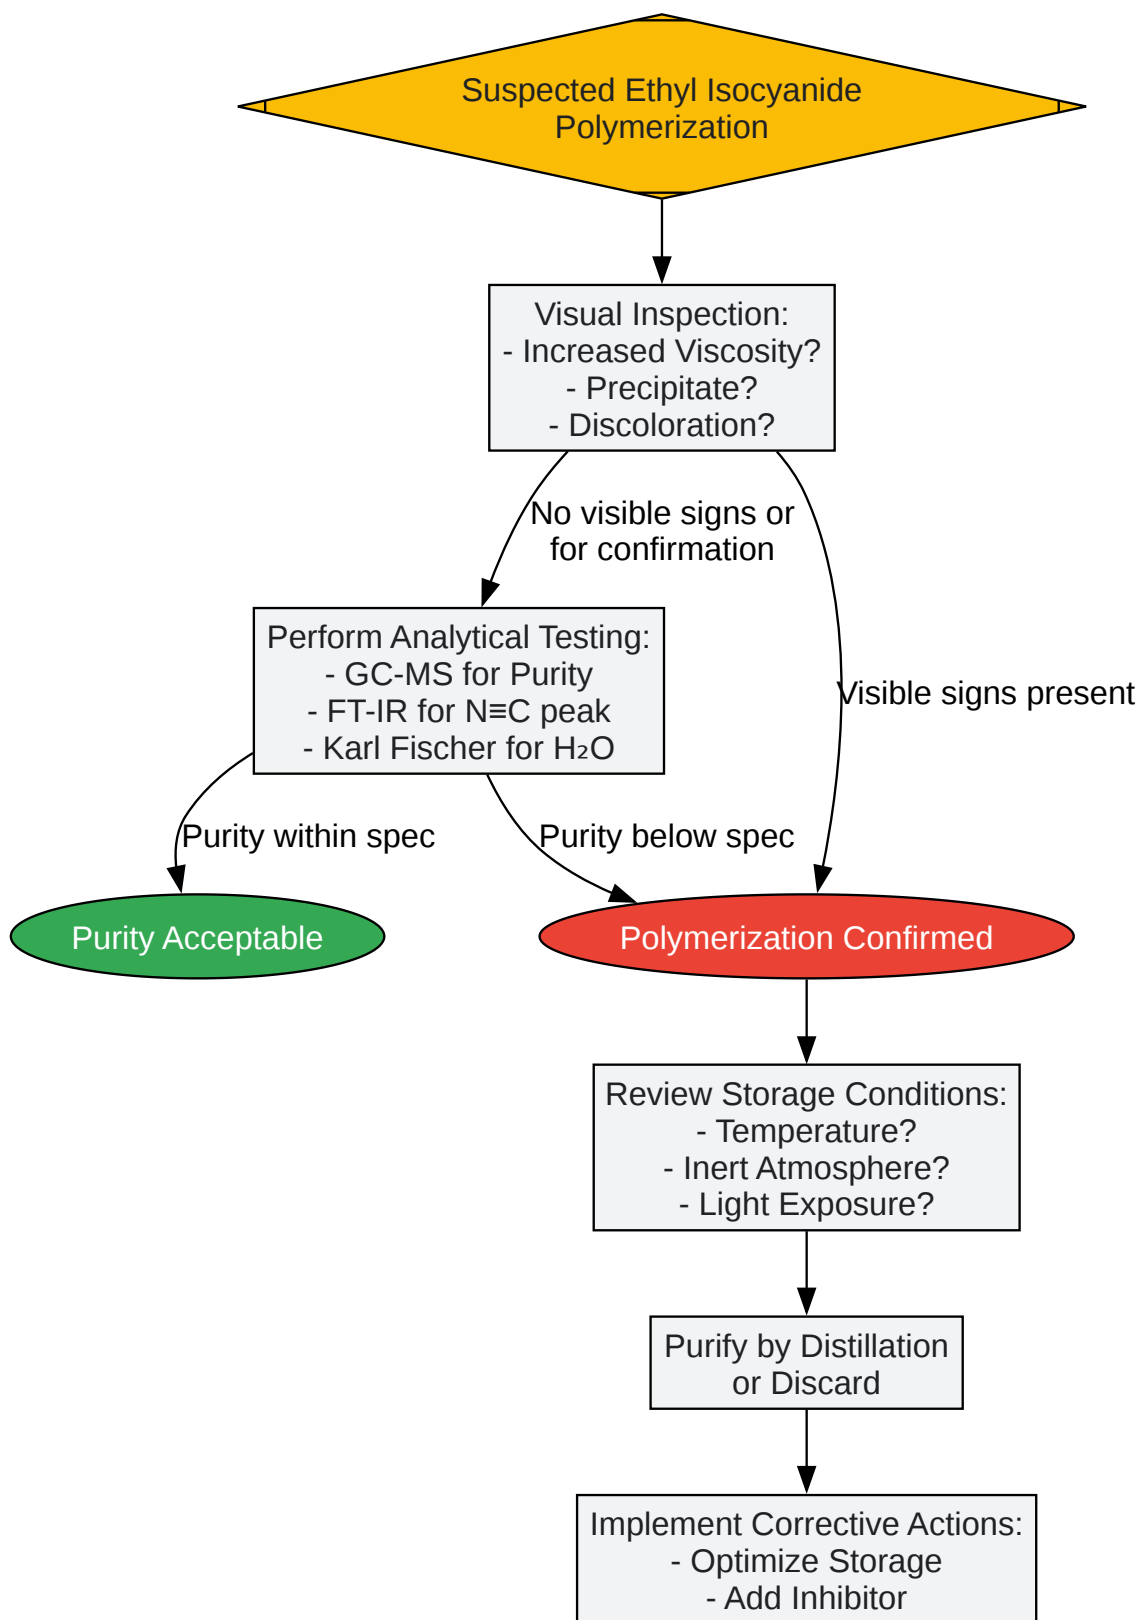 Suspected Ethyl Isocyanide
Polymerization
Visual Inspection:
- Increased Viscosity?
- Precipitate?
- Discoloration?
No visible signs or
for confirmation
Visible signs present
Perform Analytical Testing:
- GC-MS for Purity
- FT-IR for N≡C peak
- Karl Fischer for H₂O
Purity within spec
Purity below spec
Purity Acceptable
Polymerization Confirmed
Review Storage Conditions:
- Temperature?
- Inert Atmosphere?
- Light Exposure?
Purify by Distillation
or Discard
Implement Corrective Actions:
- Optimize Storage
- Add Inhibitor